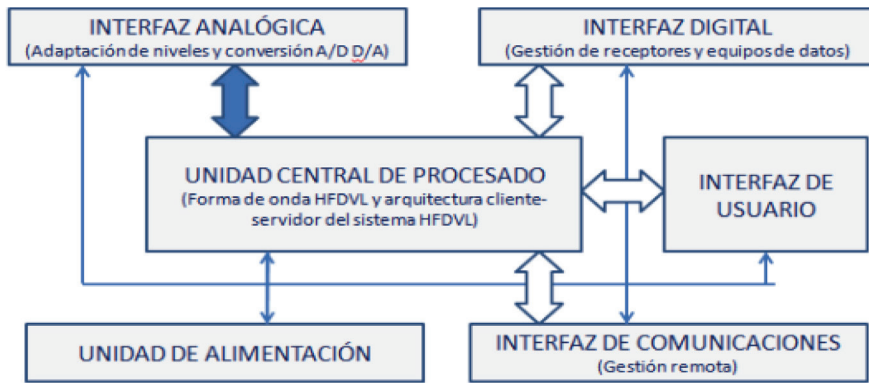 INTERFAZ ANALÓGICA
(Adaptación de niveles y conversión A/D D/A)
INTERFAZ DIGITAL
(Gestión de receptores y equipos de datos)
UNIDAD CENTRAL DE PROCESADO
(Forma de onda HFDVL y arquitectura cliente-
servidor del sistema HFDVL)
INTERFAZ DE
USUARIO
UNIDAD DE ALIMENTACIÓN
INTERFAZ DE COMUNICACIONES
(Gestión remota)